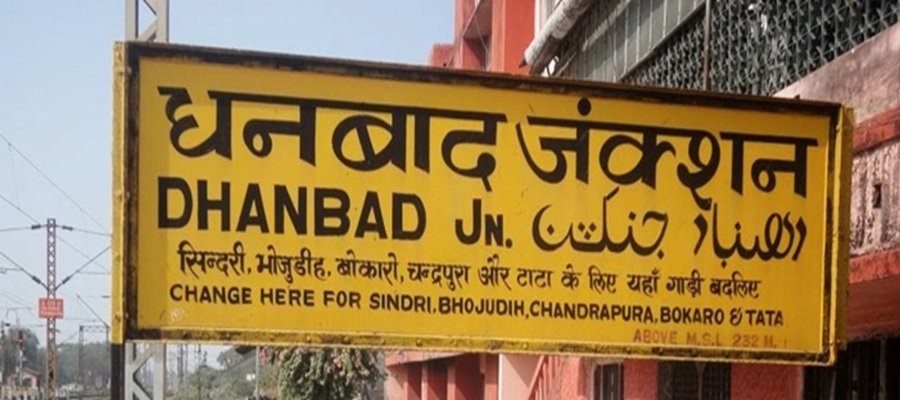 धनबाद जंक्शन
DHANBAD JN. دھنباد جنکشن
सिन्दरी, भोजुडीह, बोकारो, चन्द्रपुरा और टाटा के लिए यहाँ गाड़ी बदलिए
CHANGE HERE FOR SINDRI, BHOJUDIH, CHANDRAPURA, BOKARO & TATA
ABOVE M.S.L. 232 M.